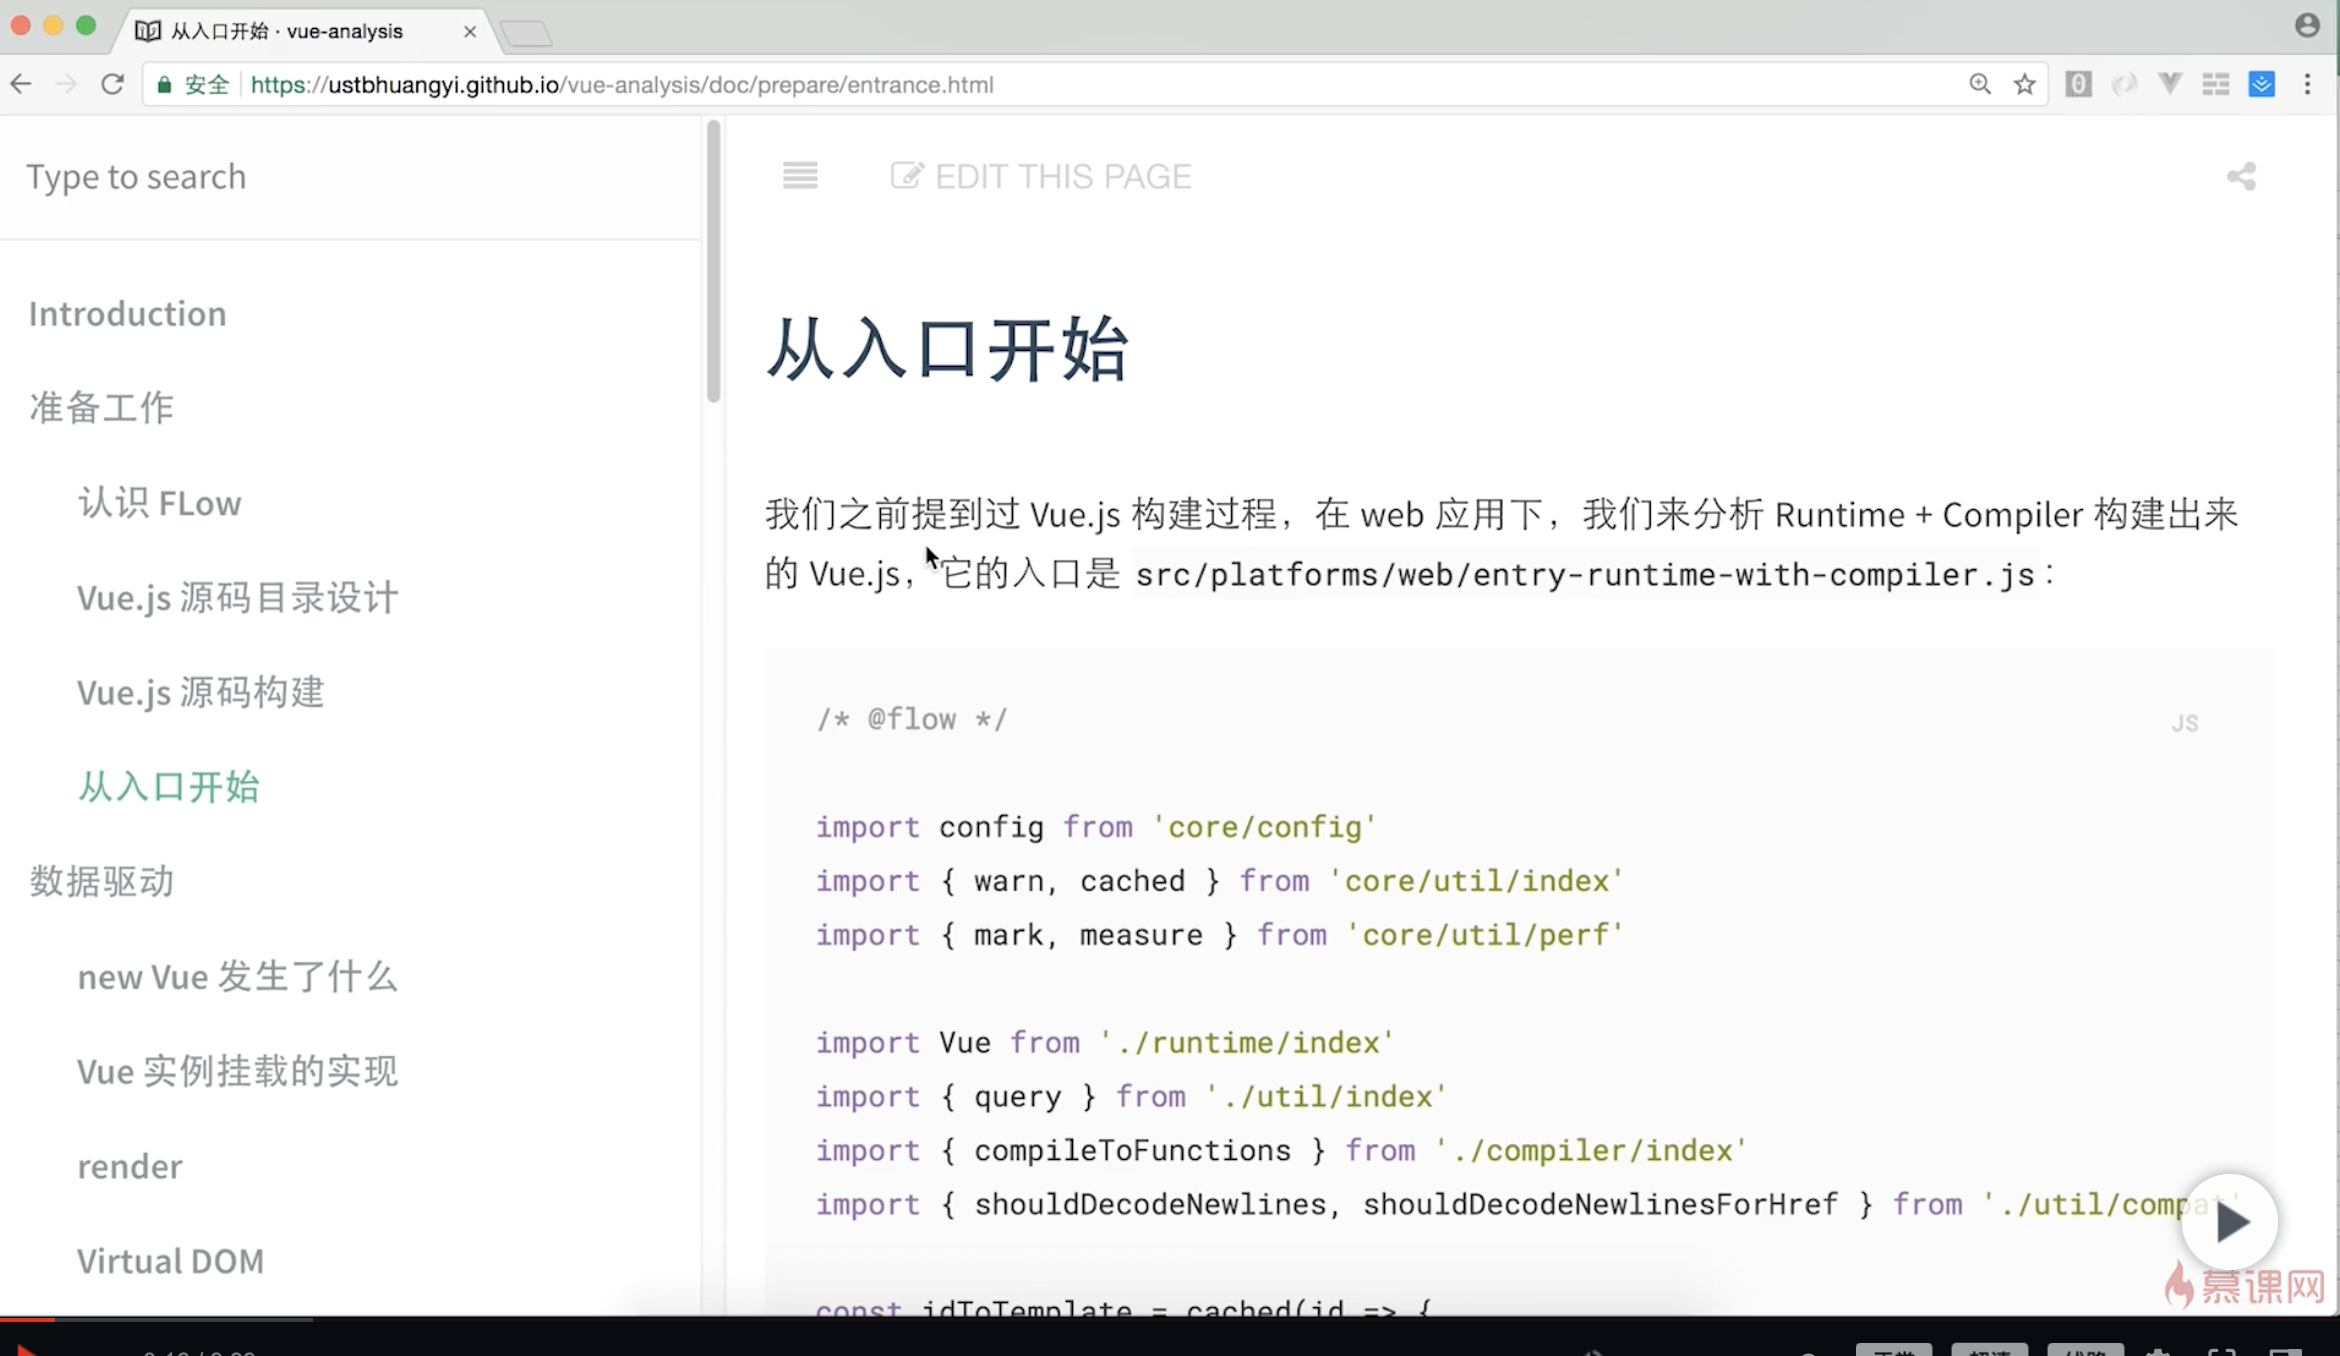 从入口开始 · vue-analysis
安全 https://ustbhuangyi.github.io/vue-analysis/doc/prepare/entrance.html
Type to search
Introduction
准备工作
认识 FLow
Vue.js 源码目录设计
Vue.js 源码构建
从入口开始
数据驱动
new Vue 发生了什么
Vue 实例挂载的实现
render
Virtual DOM
EDIT THIS PAGE
从入口开始
我们之前提到过 Vue.js 构建过程，在 web 应用下，我们来分析 Runtime + Compiler 构建出来
的 Vue.js，它的入口是 src/platforms/web/entry-runtime-with-compiler.js：
JS
/* @flow */
import config from 'core/config'
import { warn, cached } from 'core/util/index'
import { mark, measure } from 'core/util/perf'
import Vue from './runtime/index'
import { query } from './util/index'
import { compileToFunctions } from './compiler/index'
import { shouldDecodeNewlines, shouldDecodeNewlinesForHref } from './util/compat'
const idToTemplate = cached(id => {
慕课网